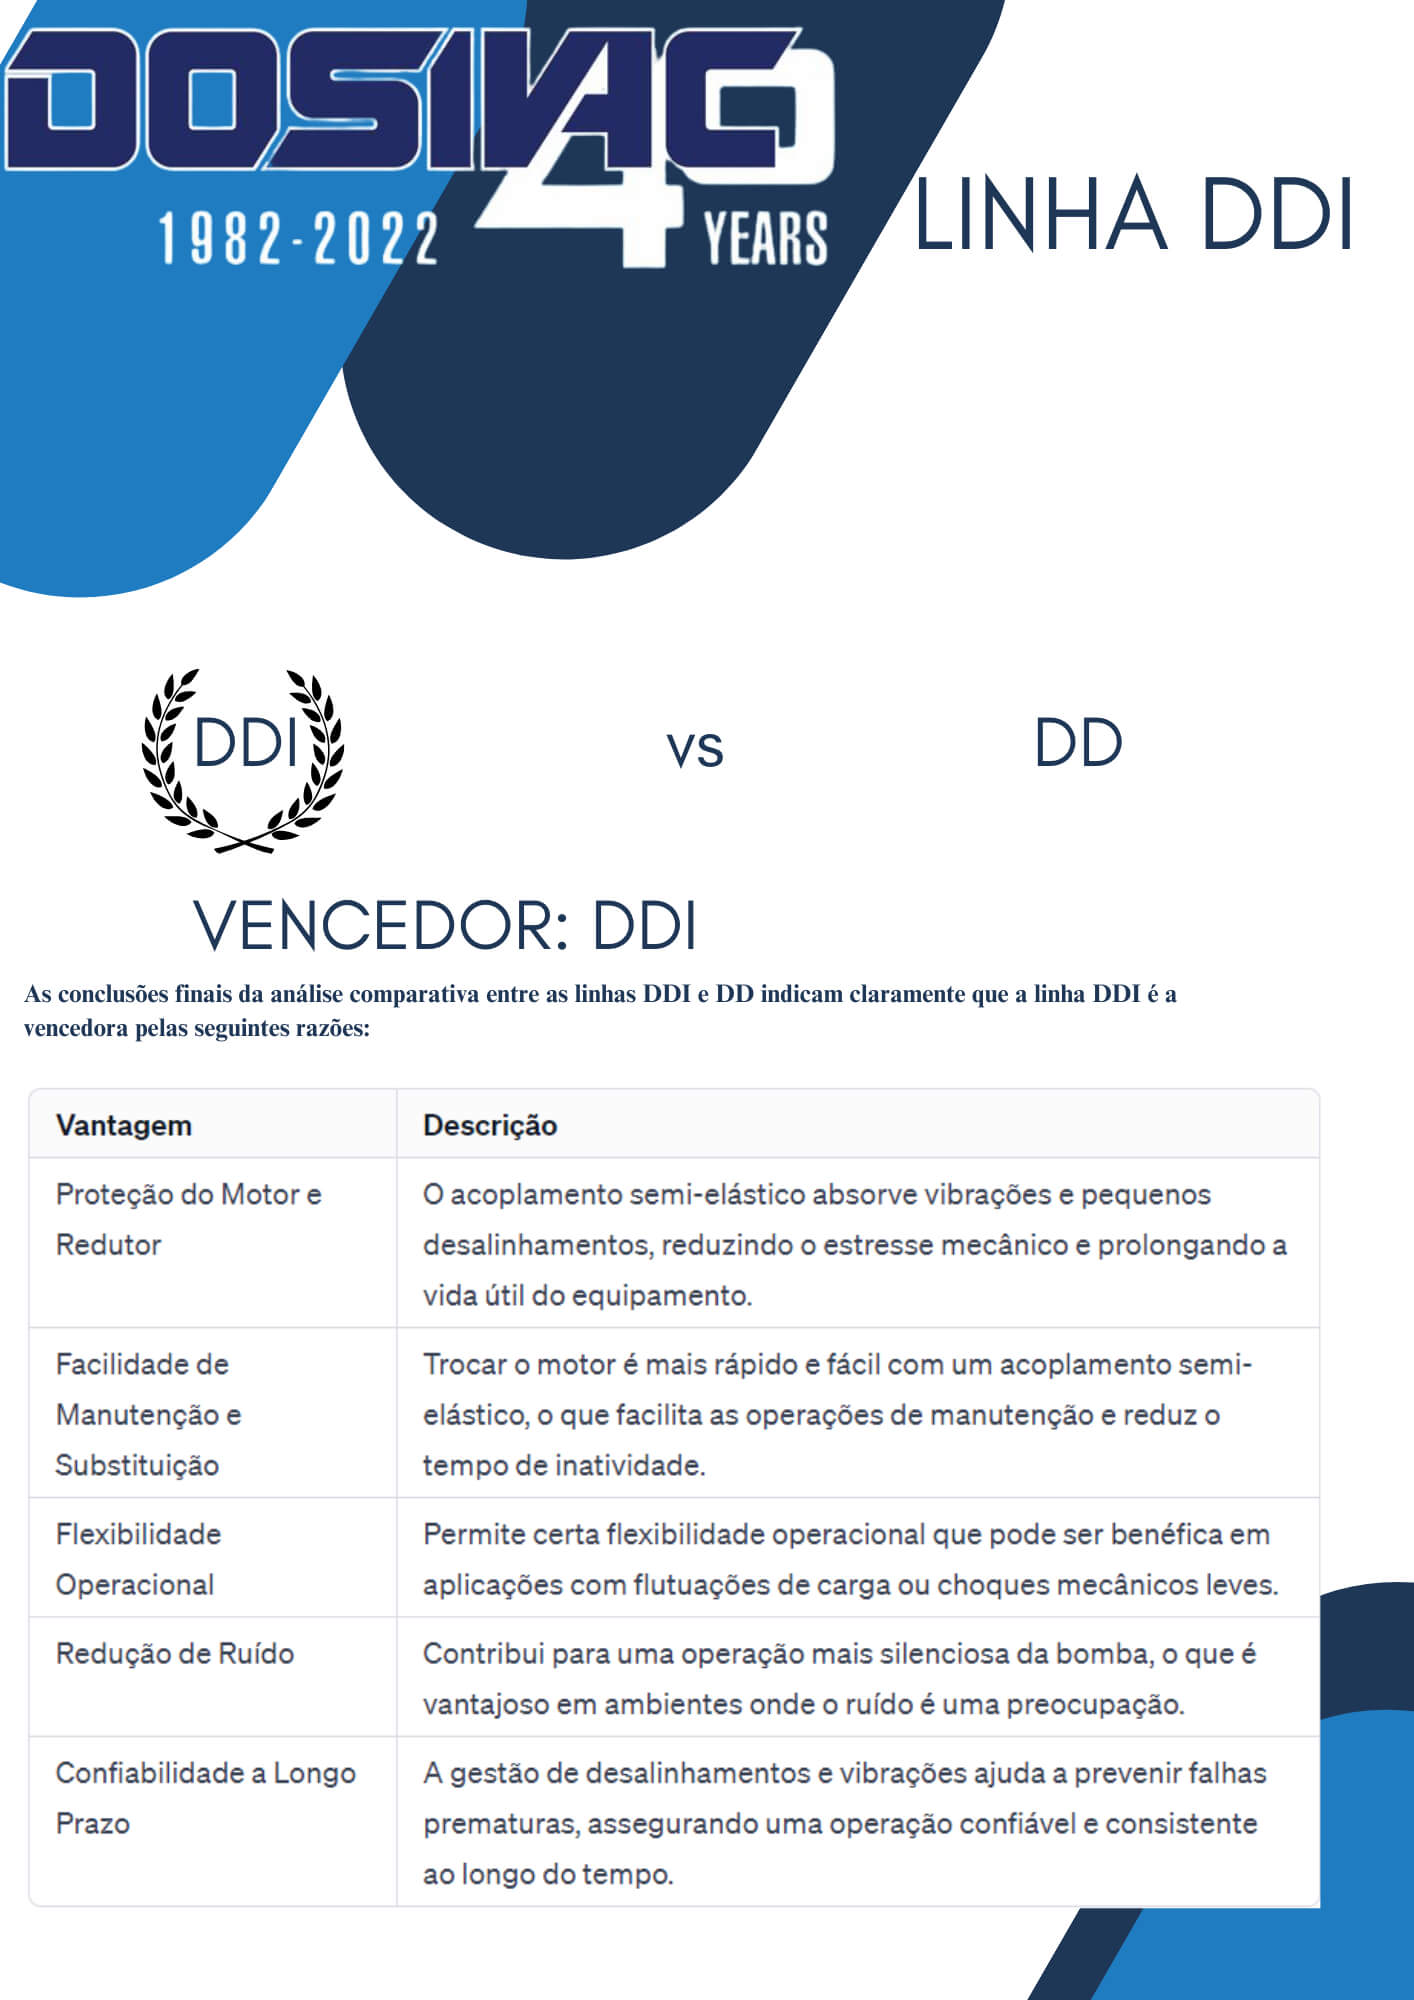 DOSIVAC
40
1982-2022
YEARS
LINHA DDI
DDI
vs
DD
VENCEDOR: DDI
As conclusões finais da análise comparativa entre as linhas DDI e DD indicam claramente que a linha DDI é a
vencedora pelas seguintes razões:
Vantagem
Descrição
Proteção do Motor e
Redutor
O acoplamento semi-elástico absorve vibrações e pequenos
desalinhamentos, reduzindo o estresse mecânico e prolongando a
vida útil do equipamento.
Facilidade de
Manutenção e
Substituição
Trocar o motor é mais rápido e fácil com um acoplamento semi-
elástico, o que facilita as operações de manutenção e reduz o
tempo de inatividade.
Flexibilidade
Operacional
Permite certa flexibilidade operacional que pode ser benéfica em
aplicações com flutuações de carga ou choques mecânicos leves.
Redução de Ruído
Contribui para uma operação mais silenciosa da bomba, o que é
vantajoso em ambientes onde o ruído é uma preocupação.
Confiabilidade a Longo
Prazo
A gestão de desalinhamentos e vibrações ajuda a prevenir falhas
prematuras, assegurando uma operação confiável e consistente
ao longo do tempo.